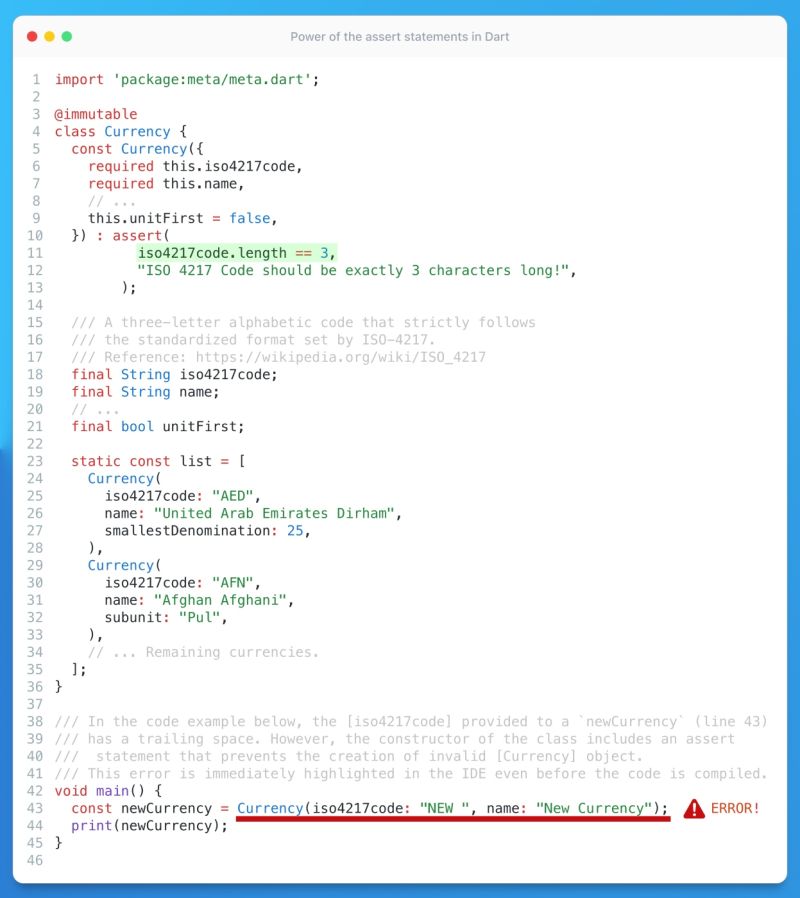 Power of the assert statements in Dart
1 import 'package:meta/meta.dart';
2
3 @immutable
4 class Currency {
5 const Currency({
6 required this.iso4217code,
7 required this.name,
8 // ...
9 this.unitFirst = false,
10 }) : assert(
11 iso4217code.length == 3,
12 "ISO 4217 Code should be exactly 3 characters long!",
13 );
14
15 /// A three-letter alphabetic code that strictly follows
16 /// the standardized format set by ISO-4217.
17 /// Reference: https://wikipedia.org/wiki/ISO_4217
18 final String iso4217code;
19 final String name;
20 // ...
21 final bool unitFirst;
22
23 static const list = [
24 Currency(
25 iso4217code: "AED",
26 name: "United Arab Emirates Dirham",
27 smallestDenomination: 25,
28 ),
29 Currency(
30 iso4217code: "AFN",
31 name: "Afghan Afghani",
32 subunit: "Pul",
33 ),
34 // ... Remaining currencies.
35 ];
36 }
37
38 /// In the code example below, the [iso4217code] provided to a `newCurrency` (line 43)
39 /// has a trailing space. However, the constructor of the class includes an assert
40 /// statement that prevents the creation of invalid [Currency] object.
41 /// This error is immediately highlighted in the IDE even before the code is compiled.
42 void main() {
43 const newCurrency = Currency(iso4217code: "NEW ", name: "New Currency"); ERROR!
44 print(newCurrency);
45 }
46